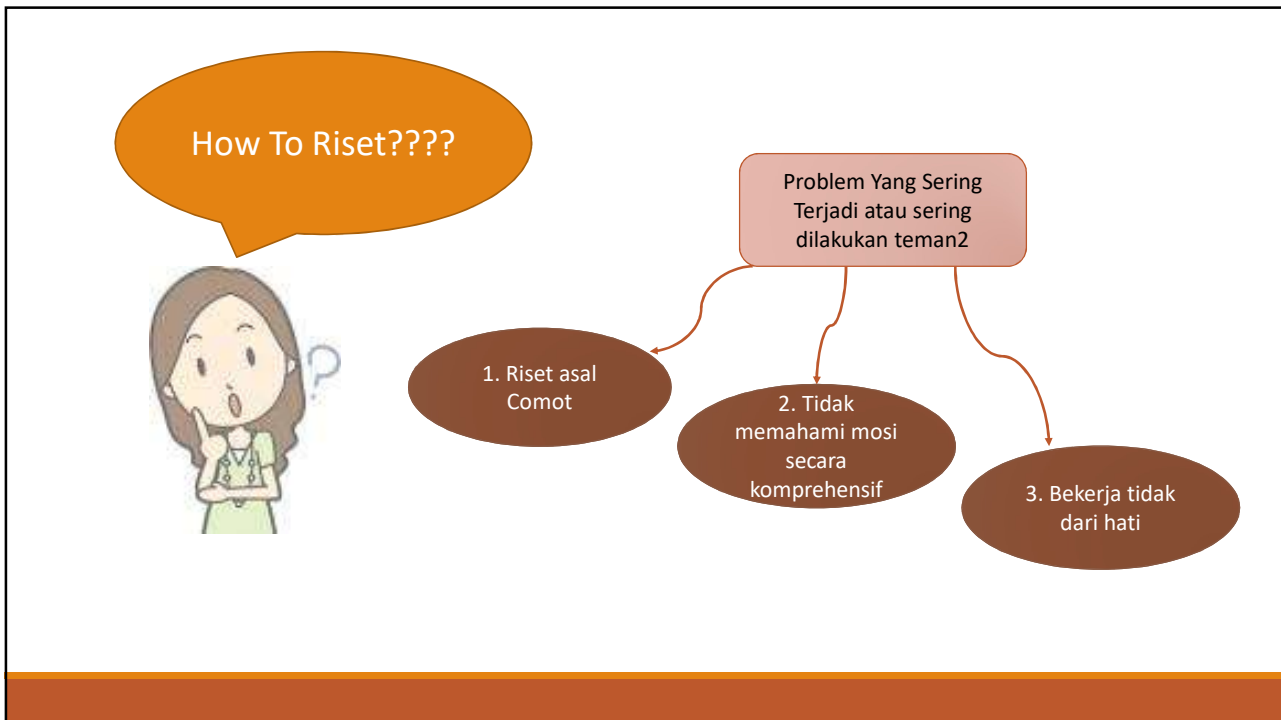 How To Riset????
Problem Yang Sering
Terjadi atau sering
dilakukan teman2
1. Riset asal
Comot
2. Tidak
memahami mosi
secara
komprehensif
3. Bekerja tidak
dari hati
?